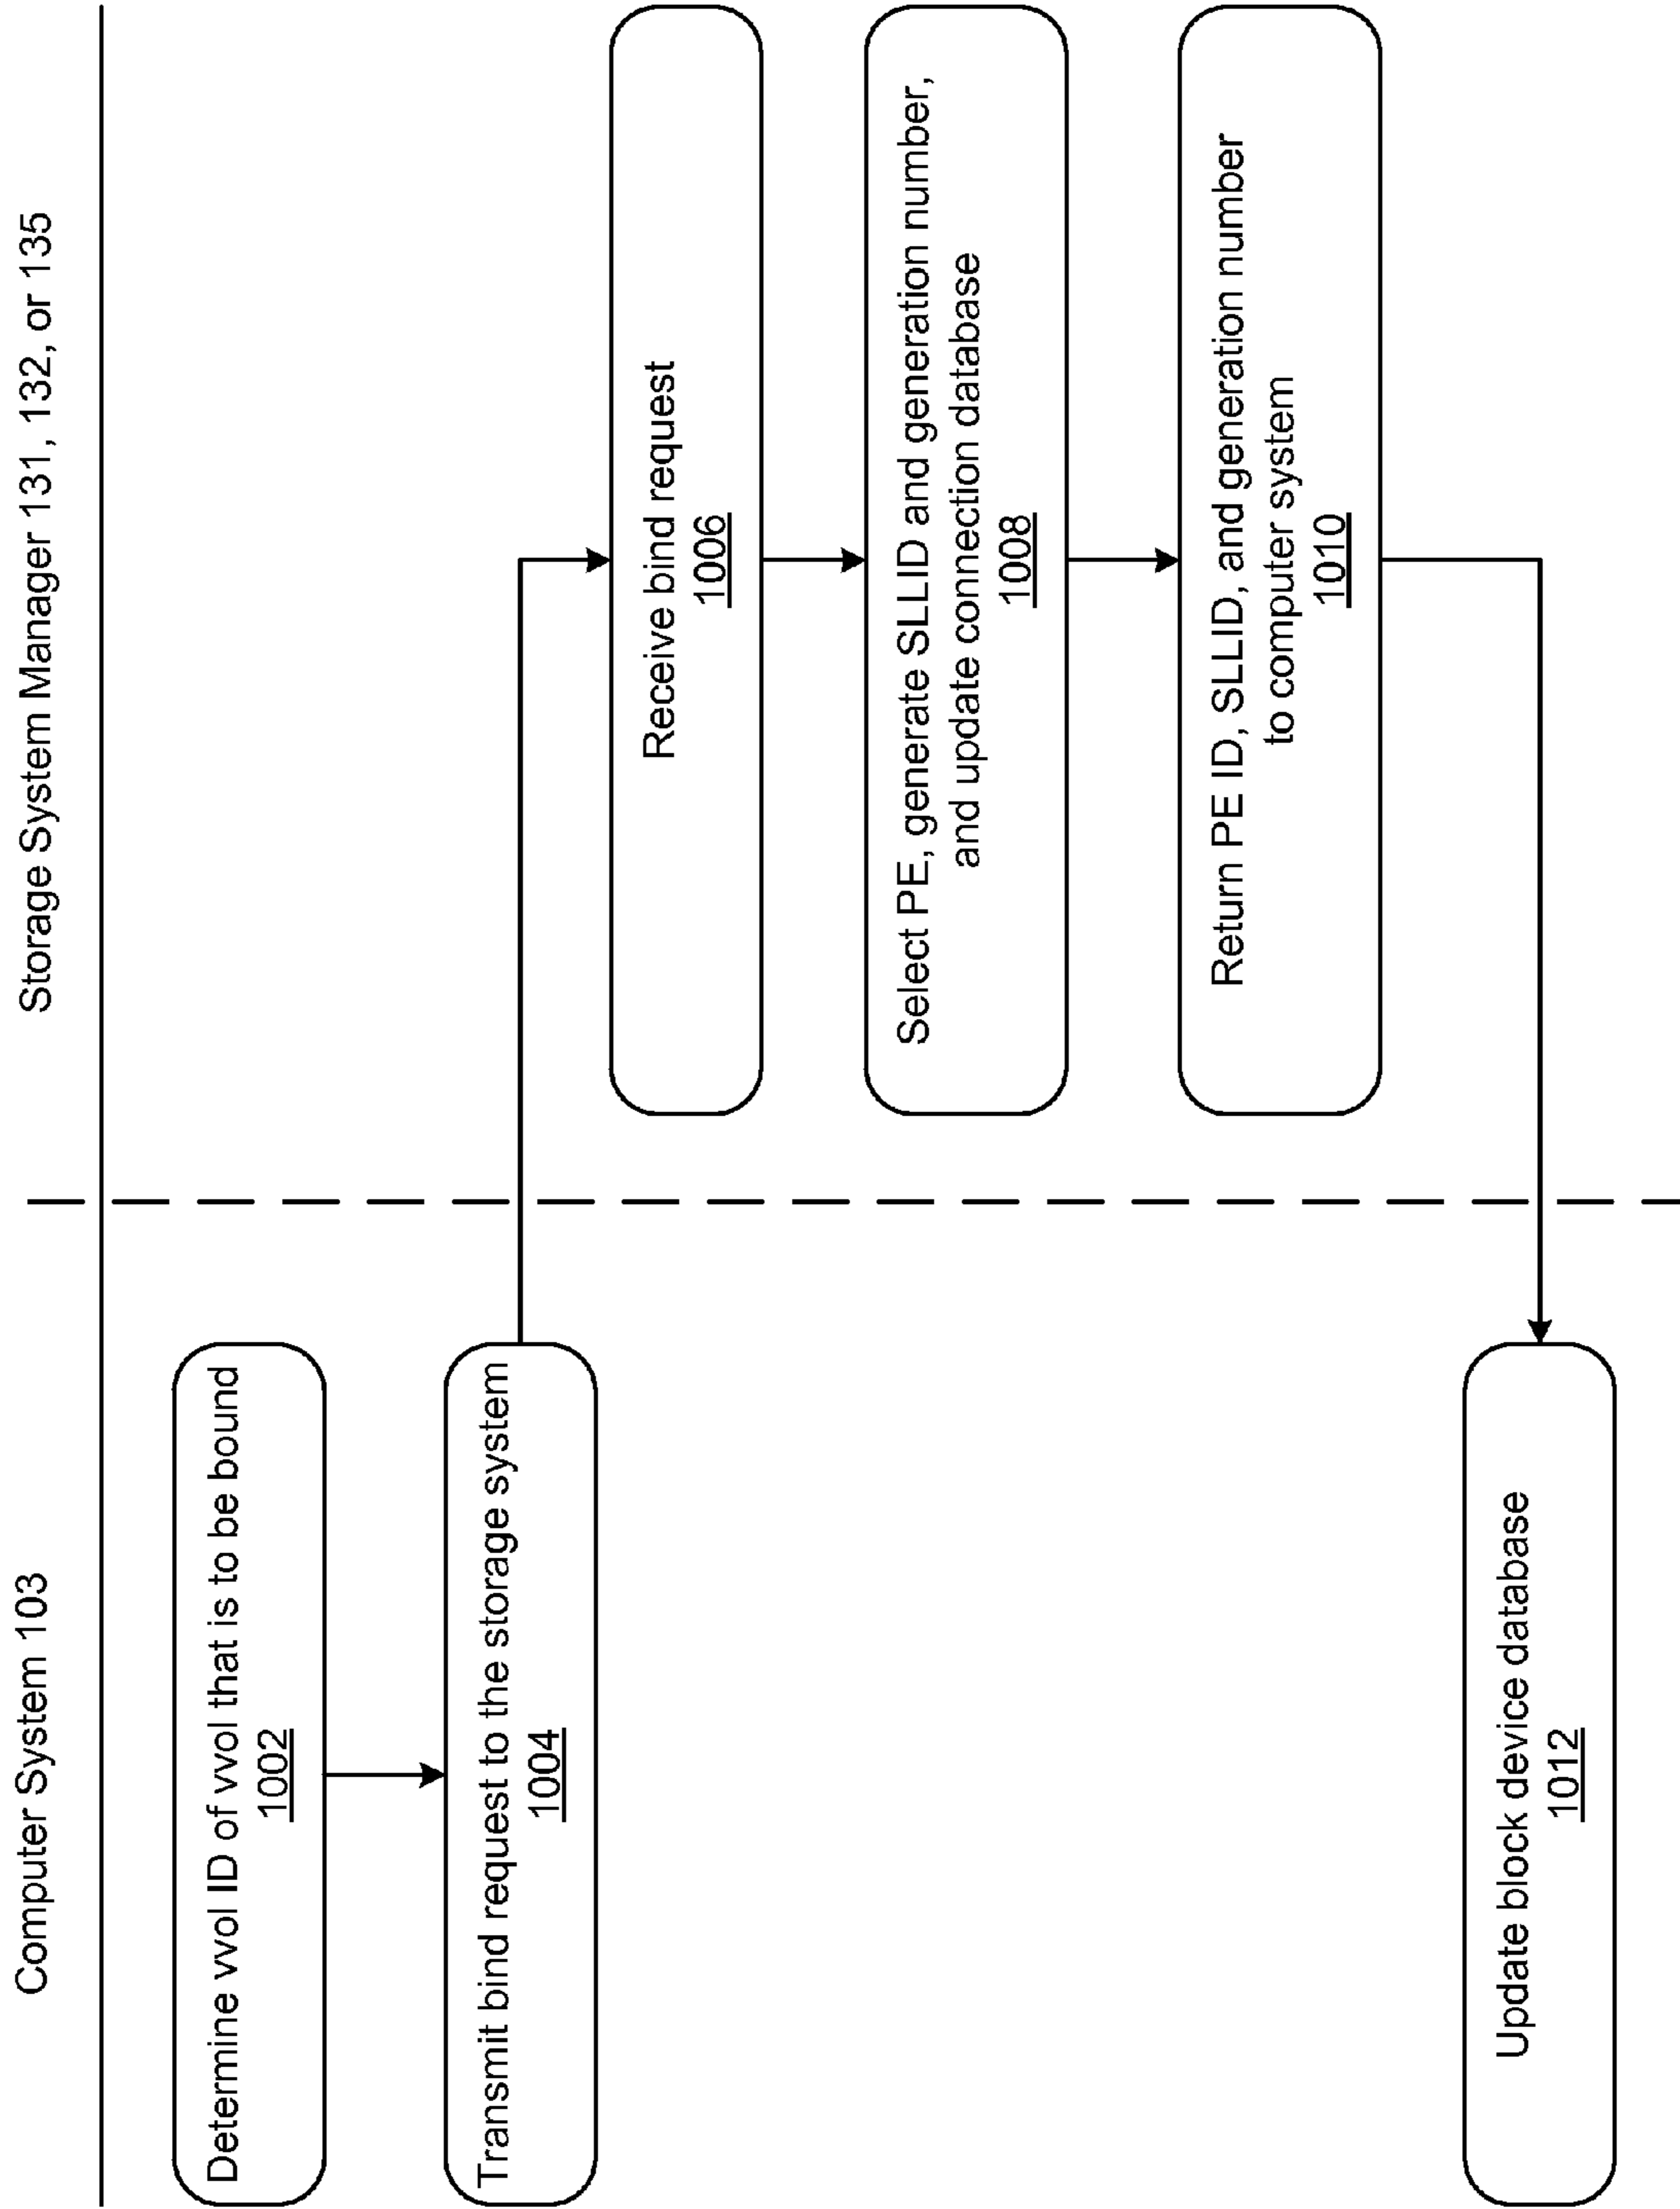 Computer System 103
Storage System Manager 131, 132, or 135
Determine vvol ID of vvol that is to be bound
1002
Transmit bind request to the storage system
1004
Receive bind request
1006
Select PE, generate SLLID and generation number,
and update connection database
1008
Return PE ID, SLLID, and generation number
to computer system
1010
Update block device database
1012